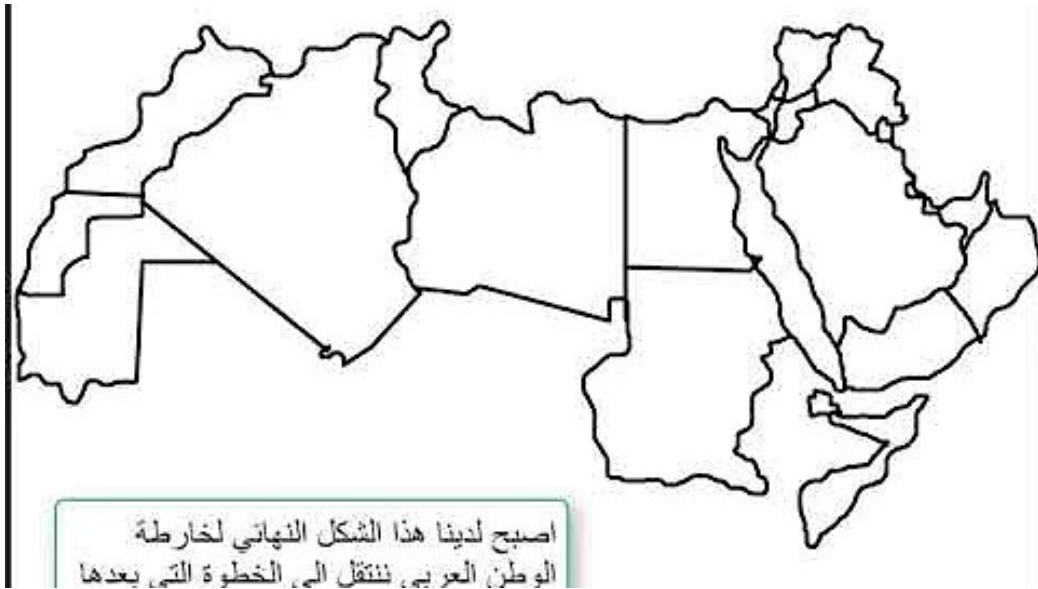 اصبح لدينا هذا الشكل النهائي لخارطة
الوطن العربي ننتقل الى الخطوة التي بعدها